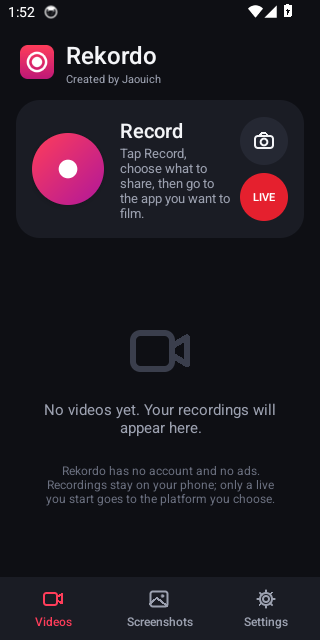 1:52
Rekordo
Created by Jaouich
Record
Tap Record,
choose what to
share, then go to
the app you want to
film.
LIVE
No videos yet. Your recordings will
appear here.
Rekordo has no account and no ads.
Recordings stay on your phone; only a live
you start goes to the platform you choose.
Videos
Screenshots
Settings